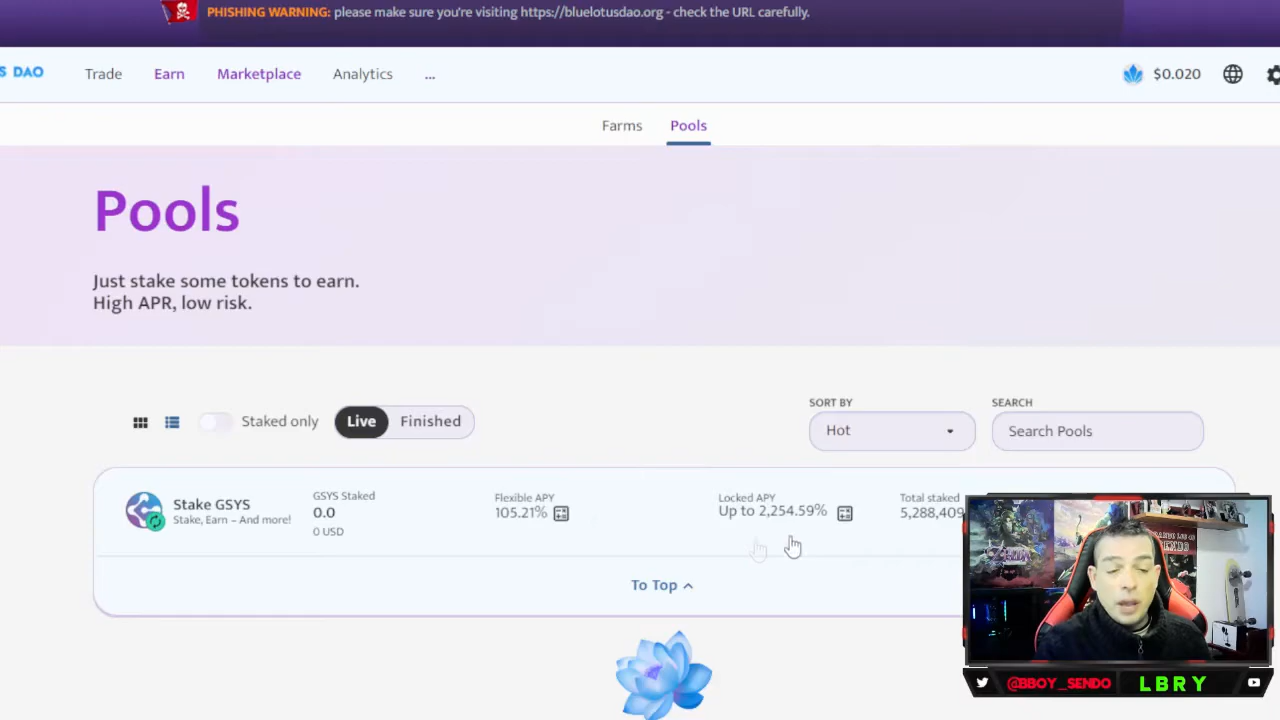 PHISHING WARNING: please make sure you're visiting https://bluelotusdao.org - check the URL carefully.
S DAO Trade Earn Marketplace Analytics ... $0.020
Farms Pools
Pools
Just stake some tokens to earn.
High APR, low risk.
SORT BY SEARCH
Staked only Live Finished Hot Search Pools
Stake GSYS
Stake, Earn – And more!
GSYS Staked
0.0
0 USD
Flexible APY
105.21%
Locked APY
Up to 2,254.59%
Total staked
5,288,409
To Top
@BBOY_SENDO LBRY